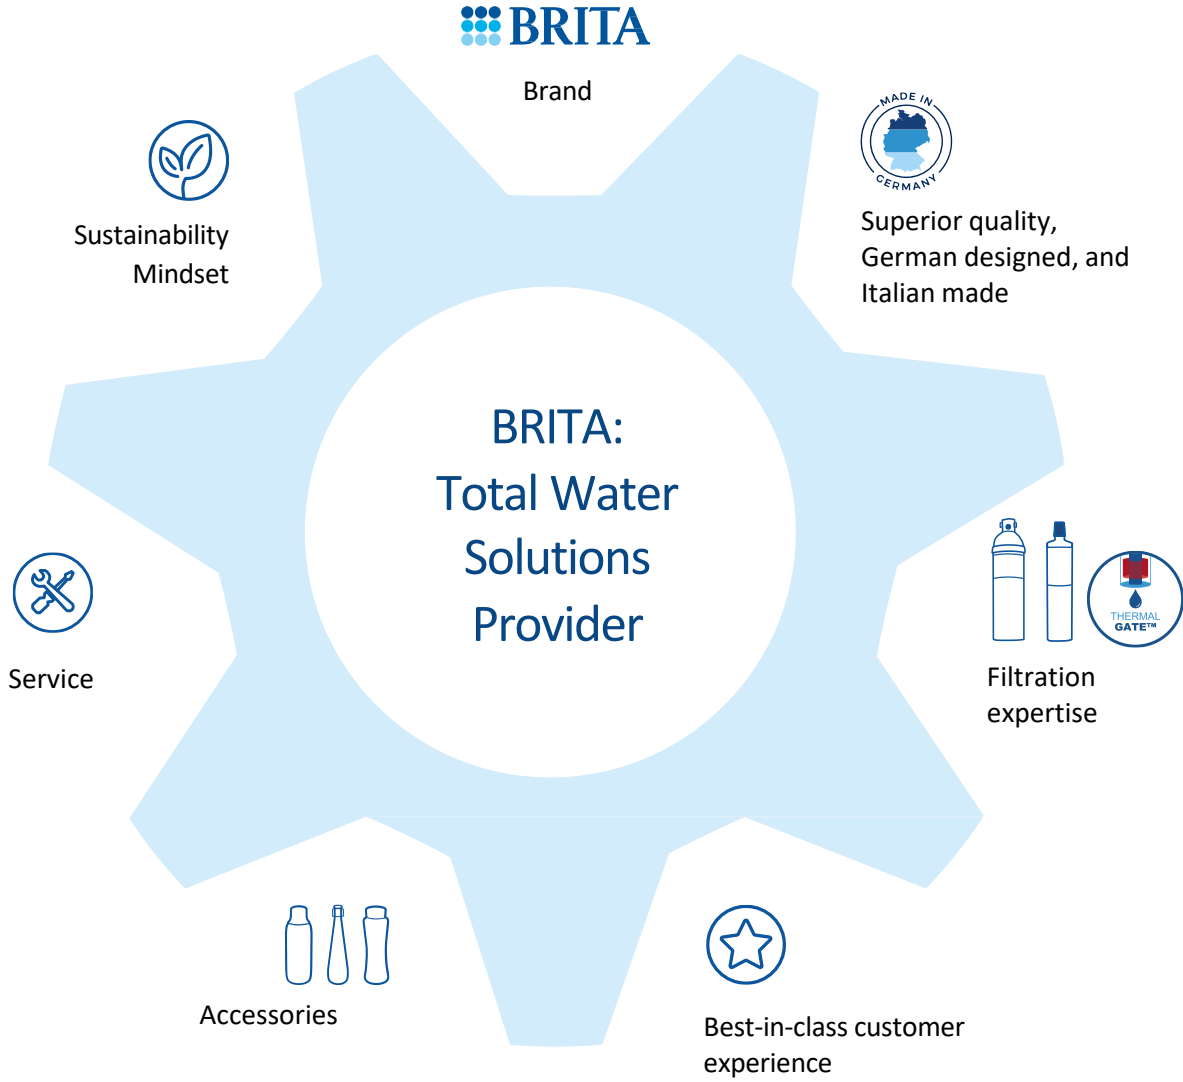 BRITA
Brand
MADE IN
GERMANY
Superior quality,
German designed, and
Italian made
Sustainability
Mindset
BRITA:
Total Water
Solutions
Provider
THERMAL
GATE™
Filtration
expertise
Service
Accessories
Best-in-class customer
experience